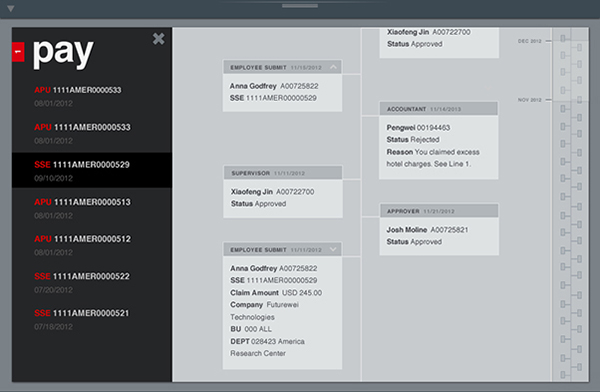 1
pay
APU 1111AMER0000533
08/01/2012
APU 1111AMER0000533
08/01/2012
SSE 1111AMER0000529
09/10/2012
APU 1111AMER0000513
08/01/2012
APU 1111AMER0000512
08/01/2012
SSE 1111AMER0000522
07/20/2012
SSE 1111AMER0000521
07/18/2012
EMPLOYEE SUBMIT 11/15/2012
Anna Godfrey A00725822
SSE 1111AMER00000529
SUPERVISOR 11/11/2012
Xiaofeng Jin A00722700
Status Approved
EMPLOYEE SUBMIT 11/11/2012
Anna Godfrey A00725822
SSE 1111AMER00000529
Claim Amount USD 245.00
Company Futurewei
Technologies
BU 000 ALL
DEPT 028423 America
Research Center
Xiaofeng Jin A00722700
Status Approved
ACCOUNTANT 11/14/2012
Pengwei 00194463
Status Rejected
Reason You claimed excess
hotel charges. See Line 1.
APPROVER 11/21/2012
Josh Moline A00725821
Status Approved
DEC 2012
NOV 2012